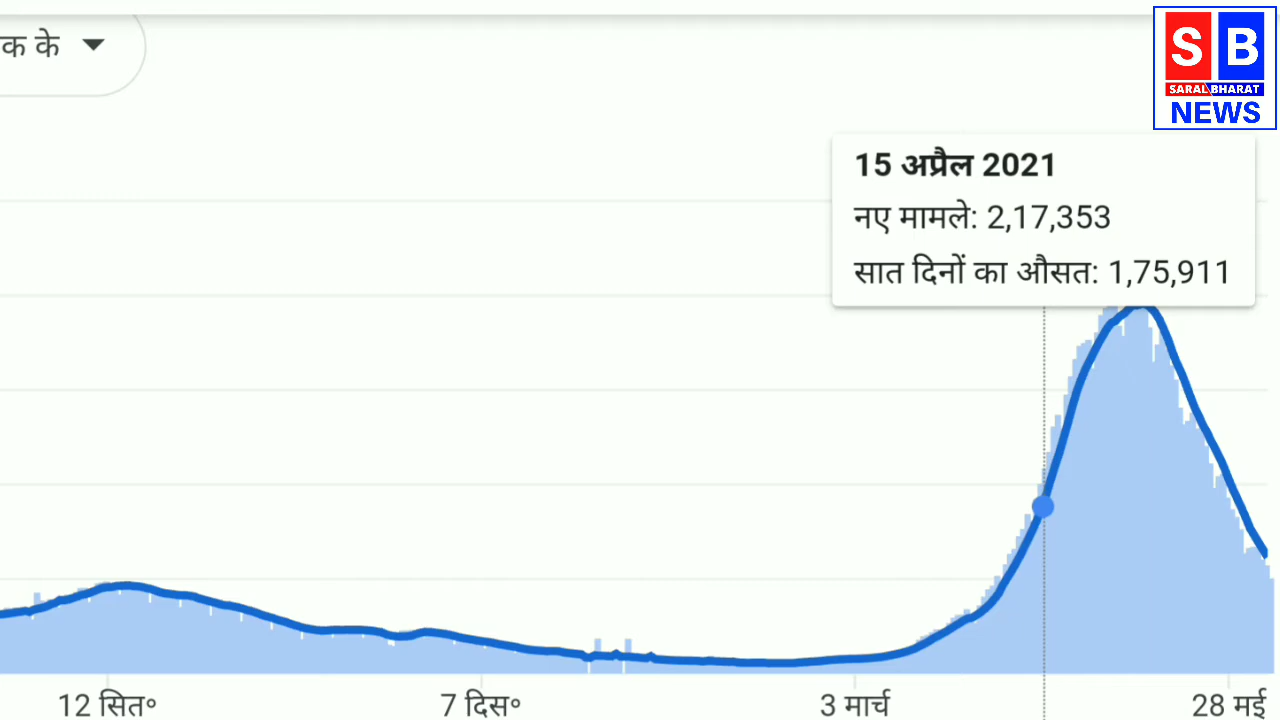 क के
S B
SARAL BHARAT
NEWS
15 अप्रैल 2021
नए मामले: 2,17,353
सात दिनों का औसत: 1,75,911
12 सित॰
7 दिस॰
3 मार्च
28 मई